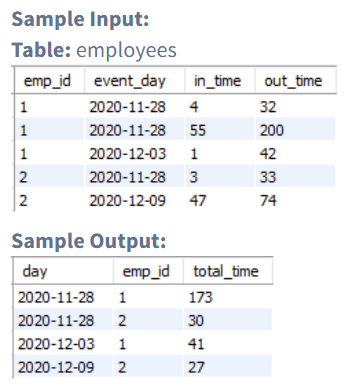 Sample Input:
Table: employees
emp_id event_day in_time out_time
1 2020-11-28 4 32
1 2020-11-28 55 200
1 2020-12-03 1 42
2 2020-11-28 3 33
2 2020-12-09 47 74
Sample Output:
day emp_id total_time
2020-11-28 1 173
2020-11-28 2 30
2020-12-03 1 41
2020-12-09 2 27